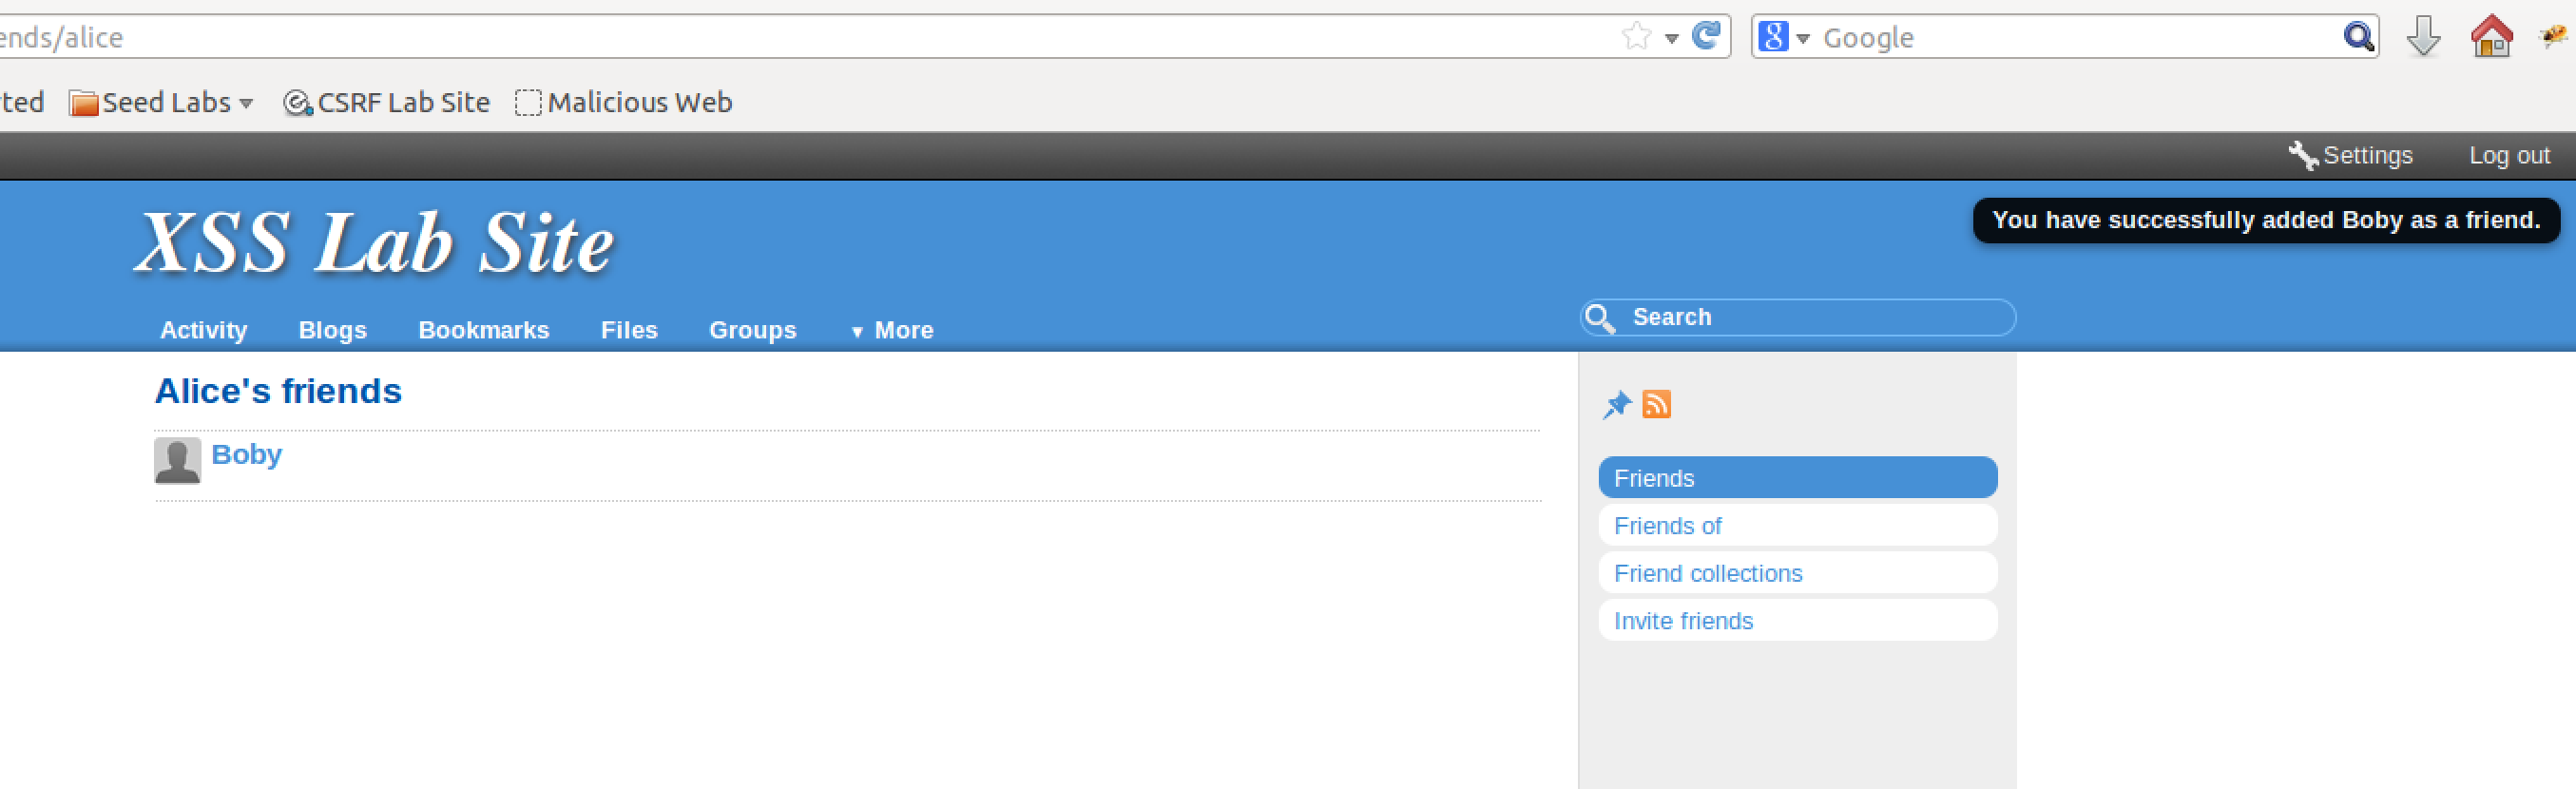 ends/alice
Google
ted
Seed Labs
CSRF Lab Site
Malicious Web
Settings
Log out
XSS Lab Site
You have successfully added Boby as a friend.
Activity
Blogs
Bookmarks
Files
Groups
More
Search
Alice's friends
Boby
Friends
Friends of
Friend collections
Invite friends